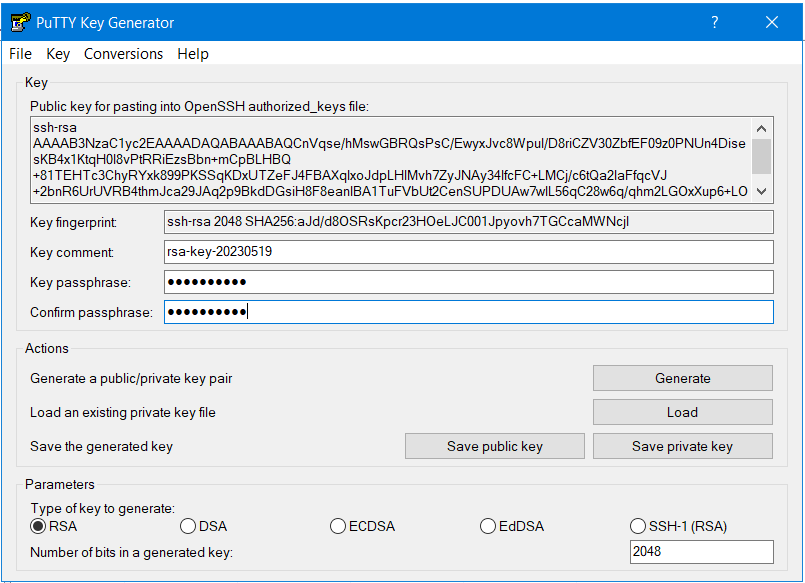 PuTTY Key Generator
File Key Conversions Help
Key
Public key for pasting into OpenSSH authorized_keys file:
ssh-rsa
AAAAB3NzaC1yc2EAAAADAQABAAABAQCnVqse/hMswGBRQsPsC/EwyxJvc8Wpul/D8riCZV30ZbfEF09z0PNUn4Dise
sKB4x1KtqH0l8vPtRRiEzsBbn+mCpBLHBQ
+81TEHTc3ChyRYxk899PKSSqKDxUTZeFJ4FBAXqlxoJdpLHlMvh7ZyJNAy34lfcFC+LMCj/c6tQa2laFfqcVJ
+2bnR6UrUVRB4thmJca29JAq2p9BkdDGsiH8F8eanIBA1TuFVbUt2CenSUPDUAw7wlL56qC28w6q/qhm2LGOxXup6+LO
Key fingerprint: ssh-rsa 2048 SHA256:aJd/d8OSRsKpcr23HOeLJC001Jpyovh7TGCcaMWNcjI
Key comment: rsa-key-20230519
Key passphrase: ●●●●●●●●●●
Confirm passphrase: ●●●●●●●●●●
Actions
Generate a public/private key pair Generate
Load an existing private key file Load
Save the generated key Save public key Save private key
Parameters
Type of key to generate:
RSA DSA ECDSA EdDSA SSH-1 (RSA)
Number of bits in a generated key: 2048